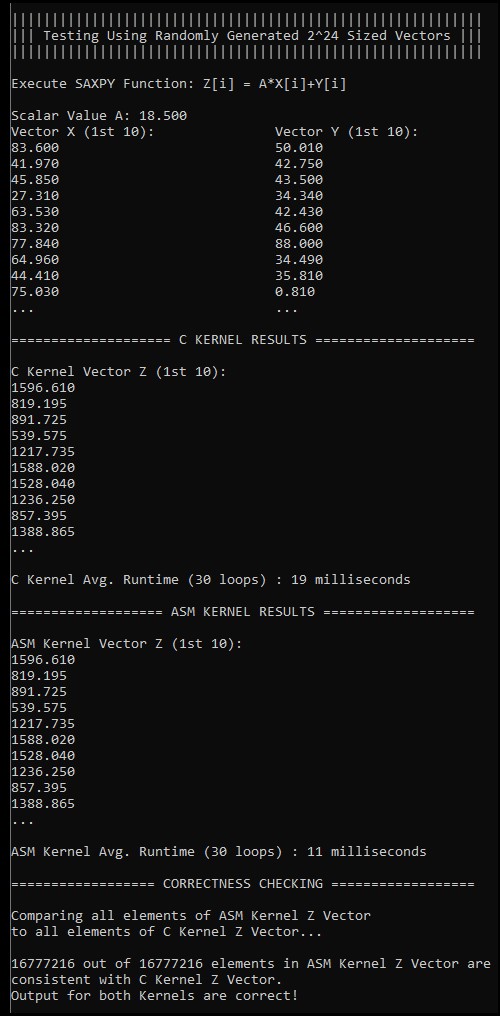 ||||||||||||||||||||||||||||||||||||||||||||||||||||||||||||
||| Testing Using Randomly Generated 2^24 Sized Vectors |||
||||||||||||||||||||||||||||||||||||||||||||||||||||||||||||
Execute SAXPY Function: Z[i] = A*X[i]+Y[i]
Scalar Value A: 18.500
Vector X (1st 10): Vector Y (1st 10):
83.600 50.010
41.970 42.750
45.850 43.500
27.310 34.340
63.530 42.430
83.320 46.600
77.840 88.000
64.960 34.490
44.410 35.810
75.030 0.810
... ...
==================== C KERNEL RESULTS ====================
C Kernel Vector Z (1st 10):
1596.610
819.195
891.725
539.575
1217.735
1588.020
1528.040
1236.250
857.395
1388.865
...
C Kernel Avg. Runtime (30 loops) : 19 milliseconds
=================== ASM KERNEL RESULTS ===================
ASM Kernel Vector Z (1st 10):
1596.610
819.195
891.725
539.575
1217.735
1588.020
1528.040
1236.250
857.395
1388.865
...
ASM Kernel Avg. Runtime (30 loops) : 11 milliseconds
================== CORRECTNESS CHECKING ==================
Comparing all elements of ASM Kernel Z Vector
to all elements of C Kernel Z Vector...
16777216 out of 16777216 elements in ASM Kernel Z Vector are
consistent with C Kernel Z Vector.
Output for both Kernels are correct!